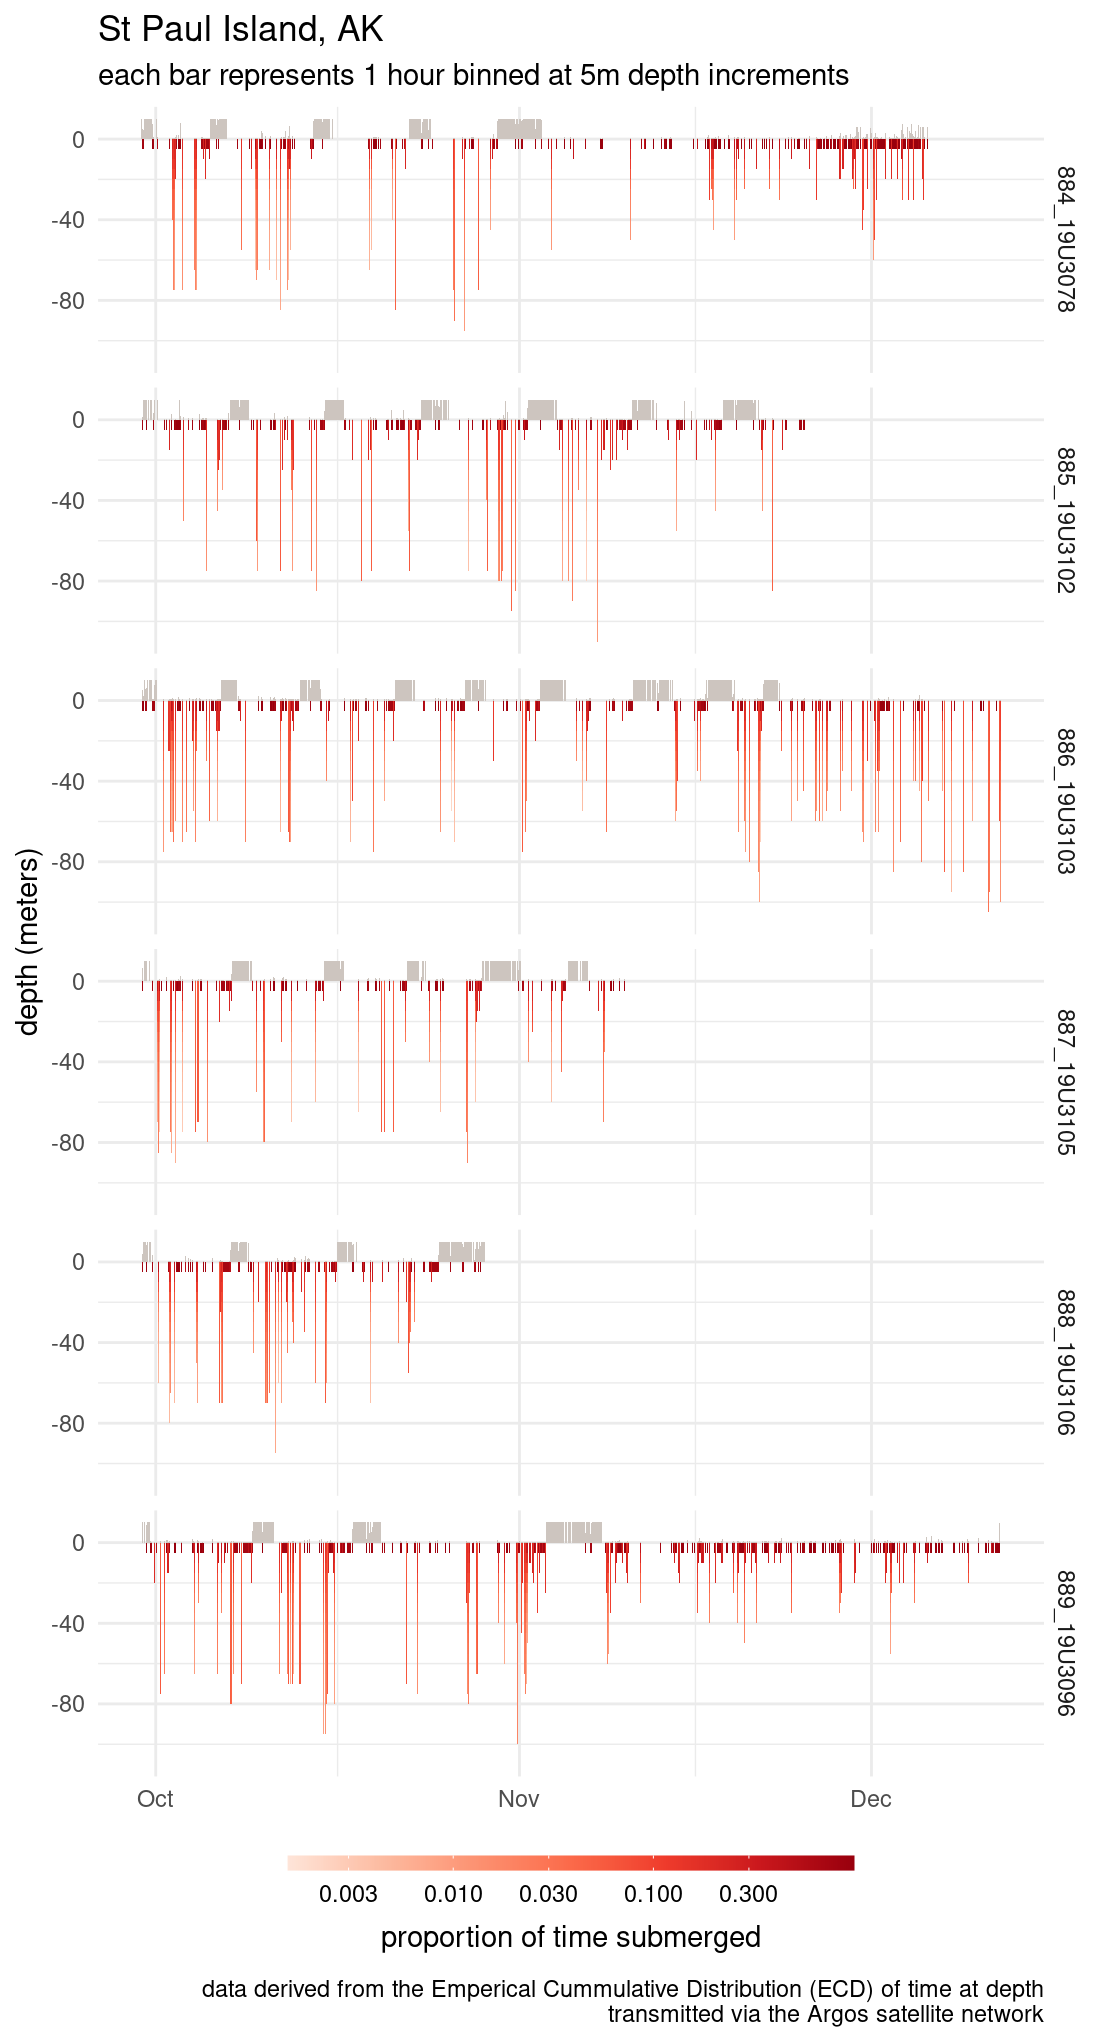 St Paul Island, AK
each bar represents 1 hour binned at 5m depth increments
0
-40
-80
884_19U3078
0
-40
-80
885_19U3102
0
-40
-80
886_19U3103
depth (meters)
0
-40
-80
887_19U3105
0
-40
-80
888_19U3106
0
-40
-80
889_19U3096
Oct Nov Dec
0.003 0.010 0.030 0.100 0.300
proportion of time submerged
data derived from the Emperical Cummulative Distribution (ECD) of time at depth
transmitted via the Argos satellite network